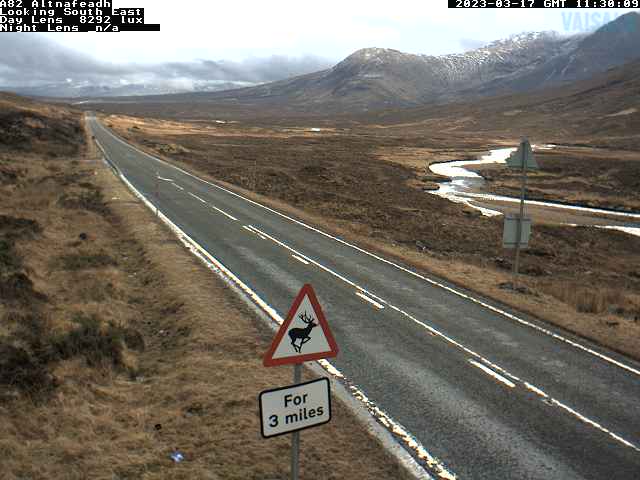 A82 Altnafeadh
Looking South East
Day Lens 8292 lux
Night Lens n/a
2023-03-17 GMT 11:30:09
VAISALA
For
3 miles